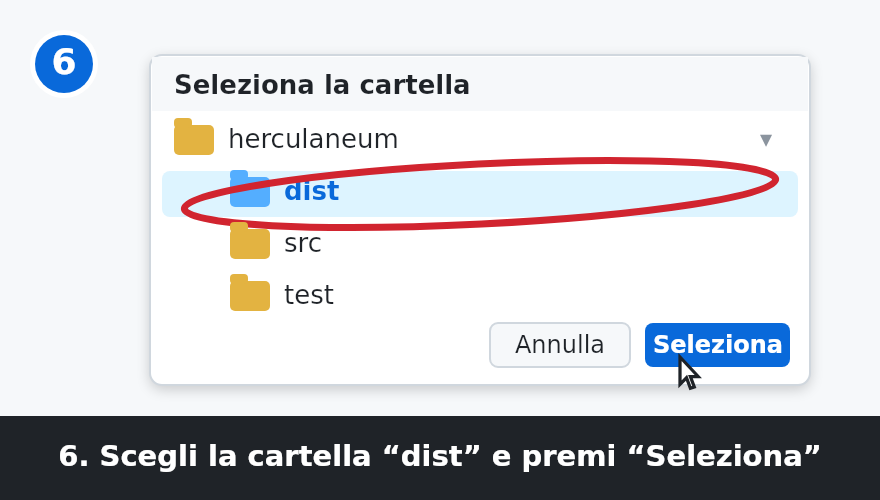 6
Seleziona la cartella
herculaneum
dist
src
test
Annulla
Seleziona
6. Scegli la cartella “dist” e premi “Seleziona”